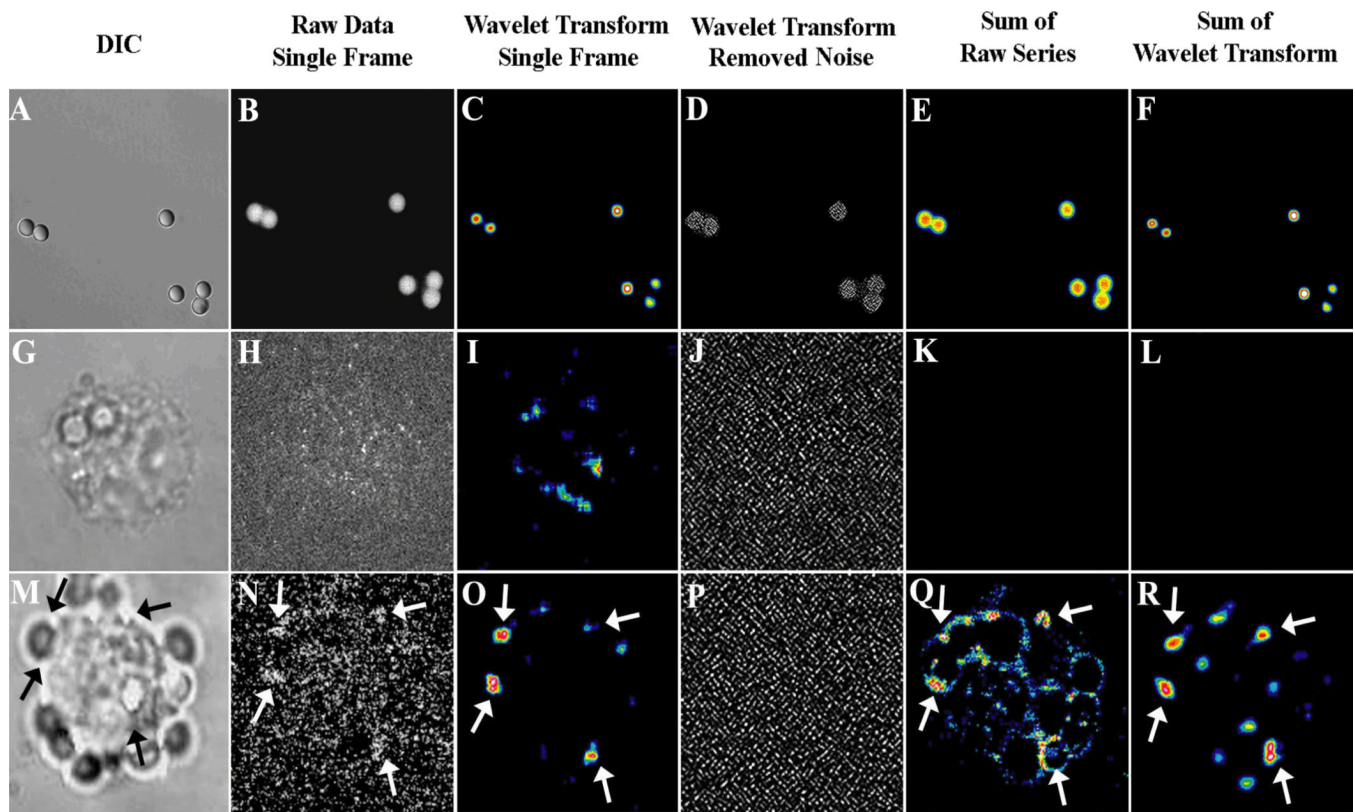 DIC
Raw Data
Single Frame
Wavelet Transform
Single Frame
Wavelet Transform
Removed Noise
Sum of
Raw Series
Sum of
Wavelet Transform
A
B
C
D
E
F
G
H
I
J
K
L
M
N
O
P
Q
R